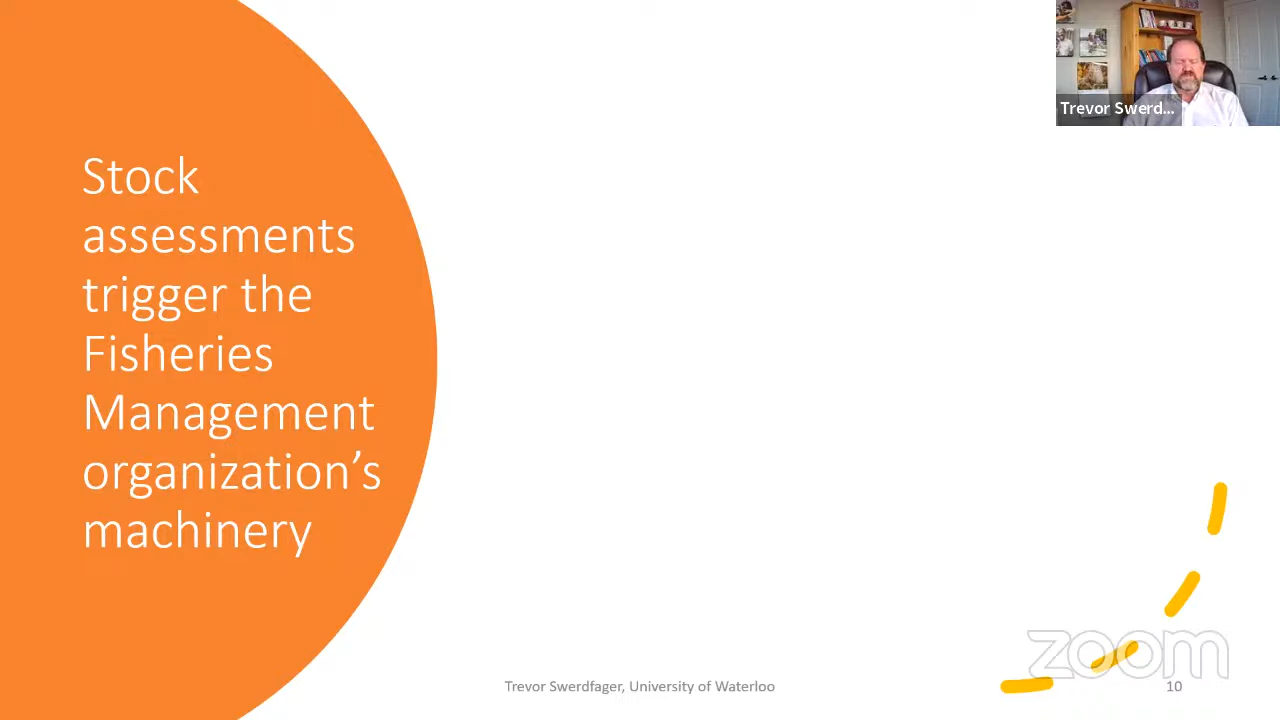 Trevor Swerd...
Stock
assessments
trigger the
Fisheries
Management
organization’s
machinery
zoom
Trevor Swerdfager, University of Waterloo
10